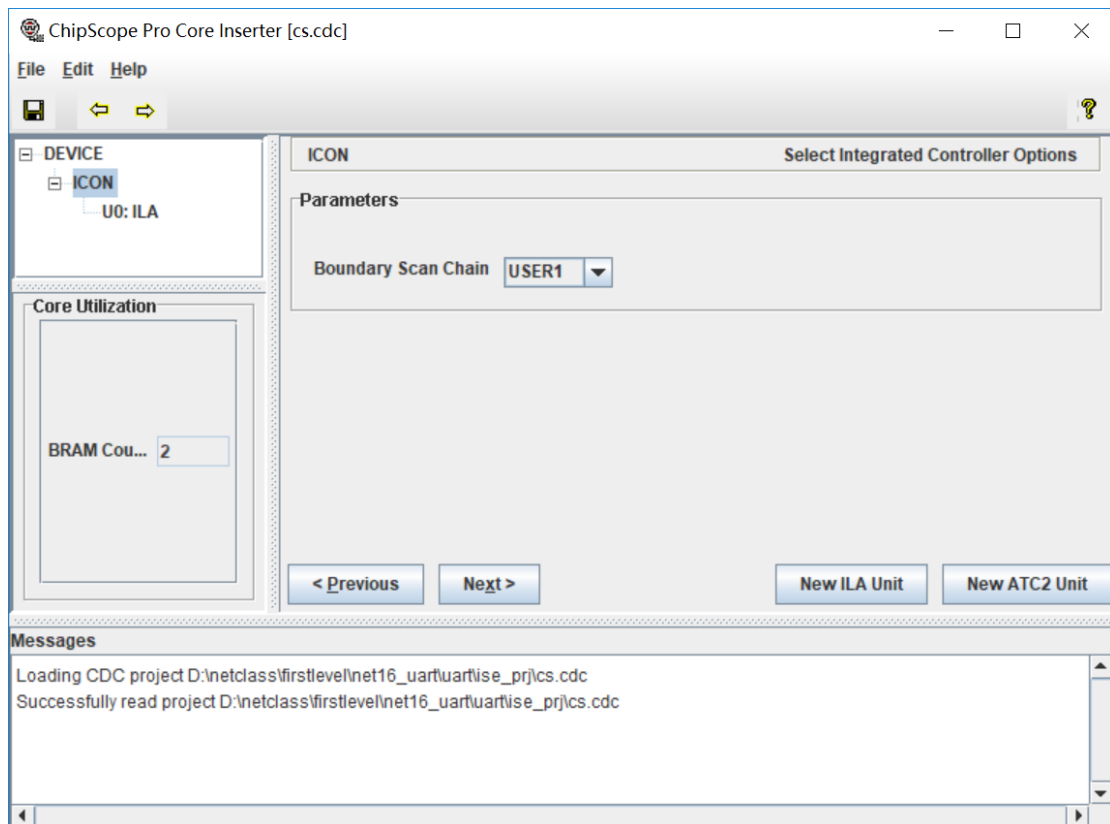 ChipScope Pro Core Inserter [cs.cdc]
File Edit Help
DEVICE
ICON
U0: ILA
ICON Select Integrated Controller Options
Parameters
Boundary Scan Chain USER1
Core Utilization
BRAM Cou... 2
< Previous Next > New ILA Unit New ATC2 Unit
Messages
Loading CDC project D:\netclass\firstlevel\net16_uart\uart\ise_prj\cs.cdc
Successfully read project D:\netclass\firstlevel\net16_uart\uart\ise_prj\cs.cdc